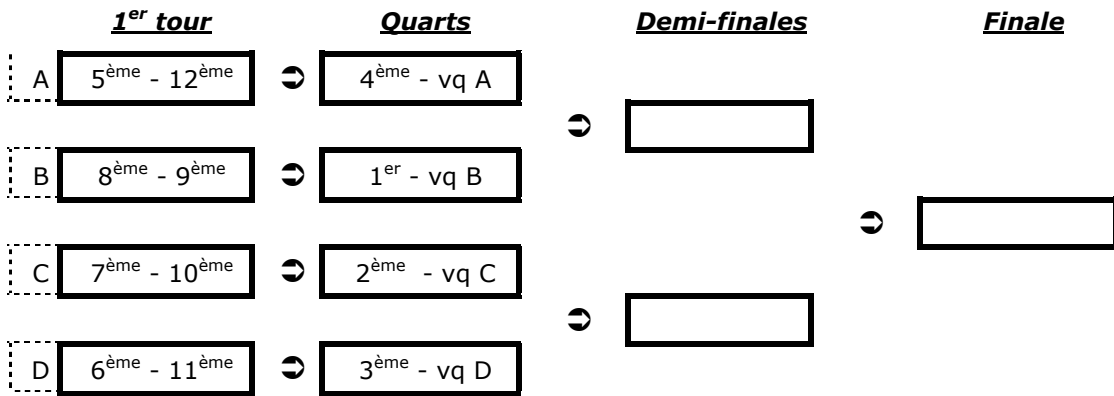 1er tour Quarts Demi-finales Finale
A 5ème - 12ème ➲ 4ème - vq A
➲
B 8ème - 9ème ➲ 1er - vq B
➲
C 7ème - 10ème ➲ 2ème - vq C
➲
D 6ème - 11ème ➲ 3ème - vq D